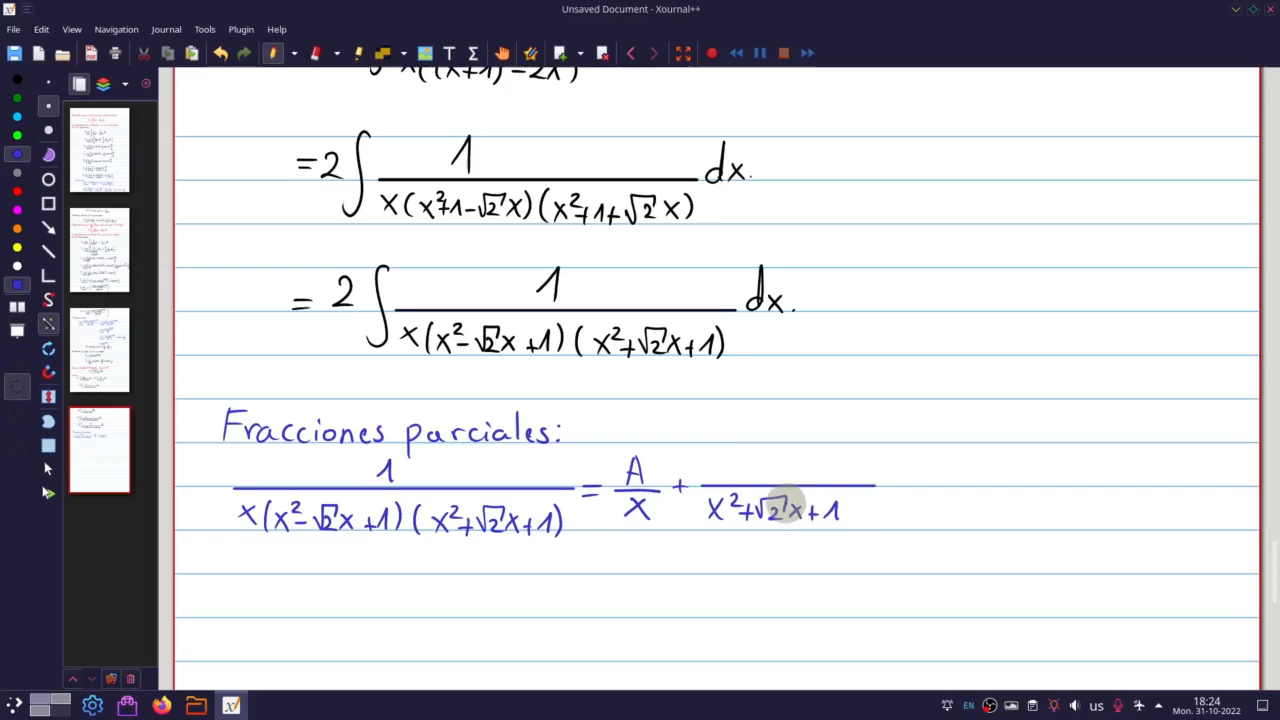 Unsaved Document - Xournal++
File Edit View Navigation Journal Tools Plugin Help
x((x+1)-2x)
=2∫ 1/(x(x²+1-√2x)(x²+1+√2x)) dx.
= 2∫ 1/(x(x²-√2x+1)(x²+√2x+1)) dx.
Fracciones parciales:
1/(x(x²-√2x+1)(x²+√2x+1)) = A/x + /(x²+√2x+1)
EN
us
18:24
Mon. 31-10-2022